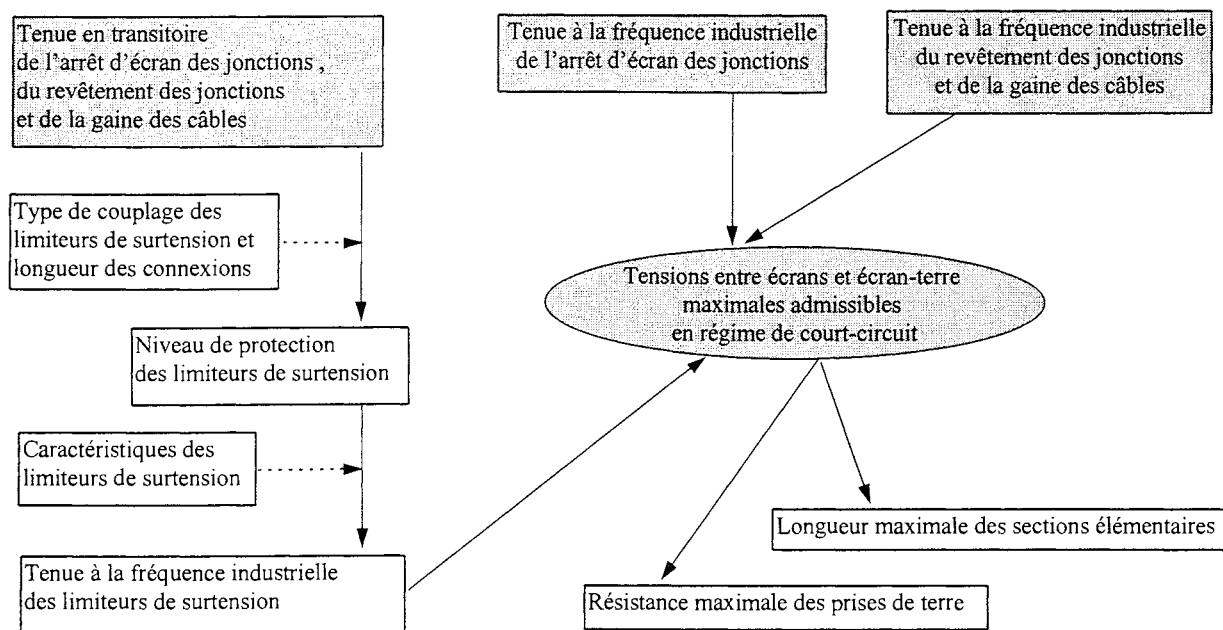 Tenue en transitoire
de l'arrêt d'écran des jonctions ,
du revêtement des jonctions
et de la gaine des câbles
Tenue à la fréquence industrielle
de l'arrêt d'écran des jonctions
Tenue à la fréquence industrielle
du revêtement des jonctions
et de la gaine des câbles
Type de couplage des
limiteurs de surtension et
longueur des connexions
Tensions entre écrans et écran-terre
maximales admissibles
en régime de court-circuit
Niveau de protection
des limiteurs de surtension
Caractéristiques des
limiteurs de surtension
Longueur maximale des sections élémentaires
Tenue à la fréquence industrielle
des limiteurs de surtension
Résistance maximale des prises de terre